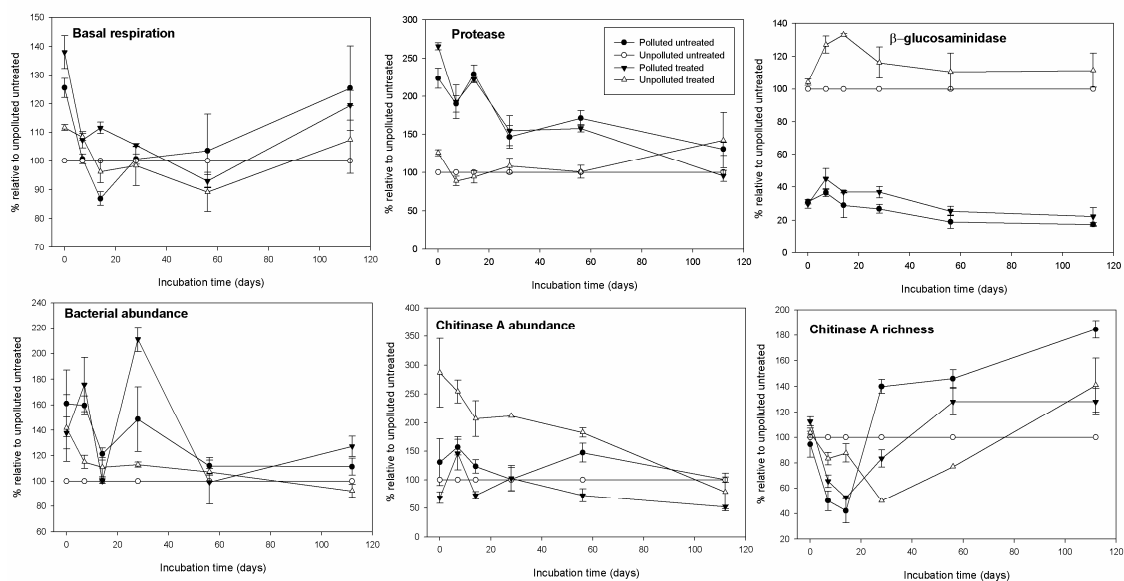 Basal respiration
% relative to unpolluted untreated
150
140
130
120
110
100
90
80
70
0 20 40 60 80 100 120
Incubation time (days)
Protease
Polluted untreated
Unpolluted untreated
Polluted treated
Unpolluted treated
% relative to unpolluted untreated
300
250
200
150
100
50
0
0 20 40 60 80 100 120
Incubation time (days)
β–glucosaminidase
% relative to unpolluted untreated
140
120
100
80
60
40
20
0
0 20 40 60 80 100 120
Incubation time (days)
Bacterial abundance
% relative to unpolluted untreated
240
220
200
180
160
140
120
100
80
60
0 20 40 60 80 100 120
Incubation time (days)
Chitinase A abundance
% relative to unpolluted untreated
400
350
300
250
200
150
100
50
0
0 20 40 60 80 100 120
Incubation time (days)
Chitinase A richness
% relative to unpolluted untreated
200
180
160
140
120
100
80
60
40
20
0 20 40 60 80 100 120
Incubation time (days)